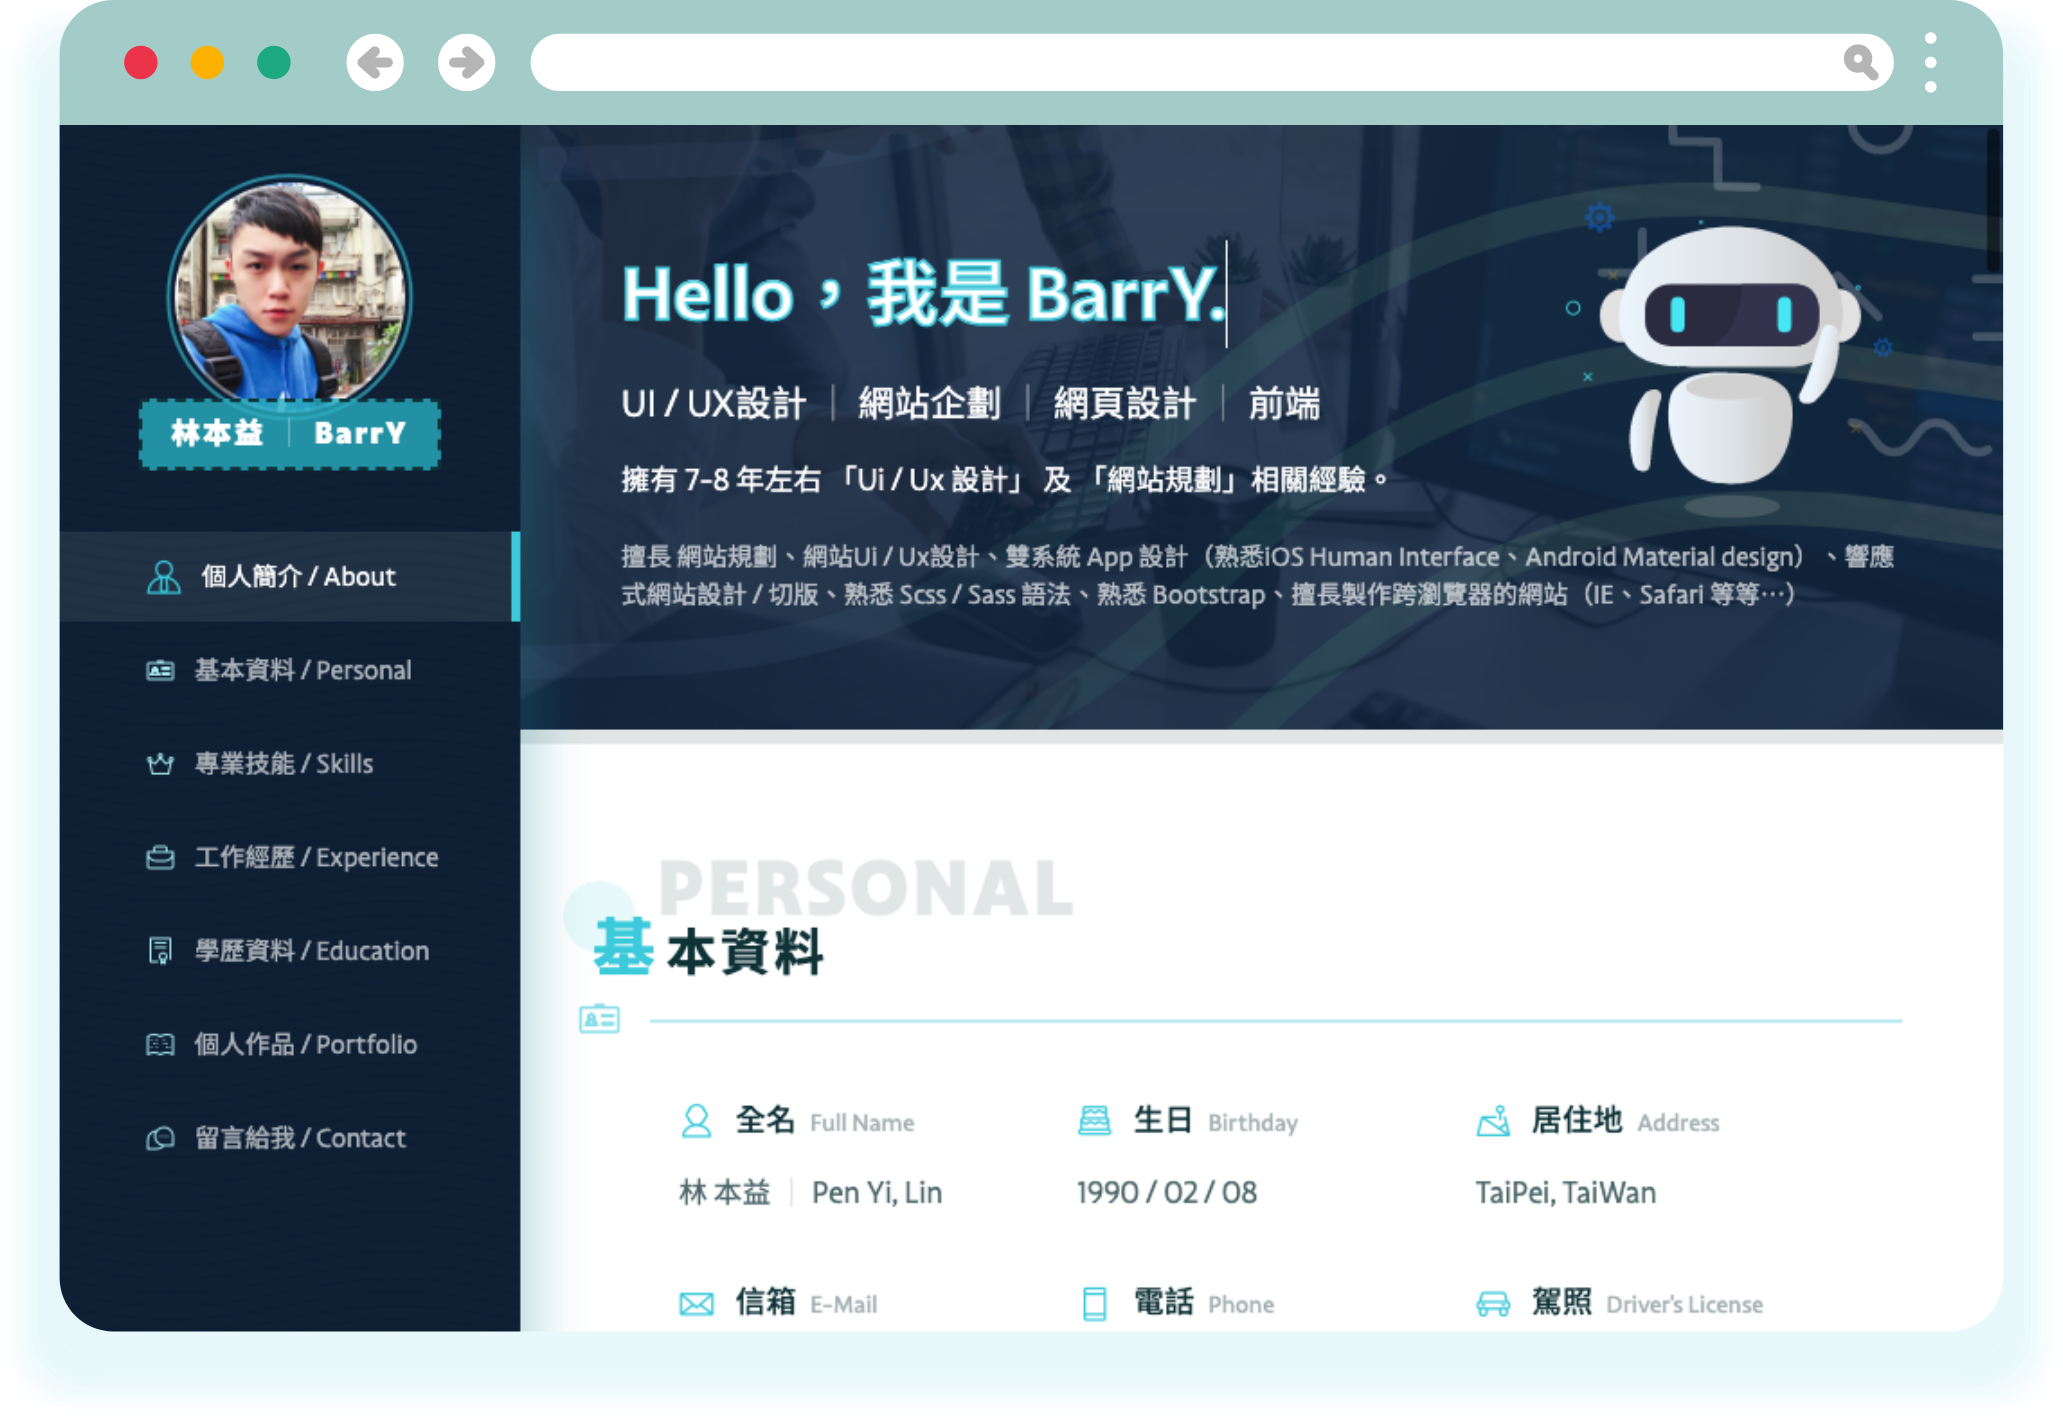 林本益 | BarrY
個人簡介 / About
基本資料 / Personal
專業技能 / Skills
工作經歷 / Experience
學歷資料 / Education
個人作品 / Portfolio
留言給我 / Contact
Hello，我是 BarrY.
UI / UX設計 | 網站企劃 | 網頁設計 | 前端
擁有 7-8 年左右 「Ui / Ux 設計」 及 「網站規劃」相關經驗。
擅長 網站規劃、網站Ui / Ux設計、雙系統 App 設計（熟悉iOS Human Interface、Android Material design）、響應
式網站設計 / 切版、熟悉 Scss / Sass 語法、熟悉 Bootstrap、擅長製作跨瀏覽器的網站（IE、Safari 等等…）
PERSONAL
基本資料
全名 Full Name
林 本益 | Pen Yi, Lin
生日 Birthday
1990 / 02 / 08
居住地 Address
TaiPei, TaiWan
信箱 E-Mail
電話 Phone
駕照 Driver's License